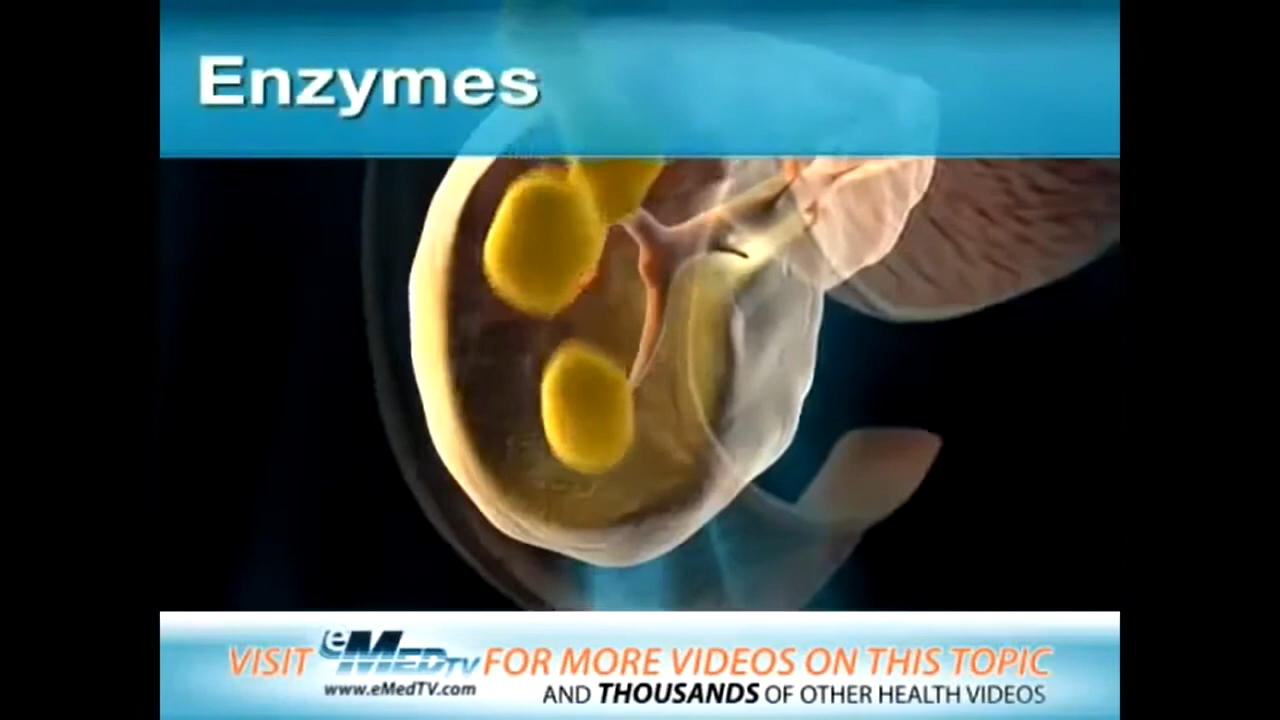 Enzymes
VISIT eMEDTV FOR MORE VIDEOS ON THIS TOPIC
www.eMedTV.com AND THOUSANDS OF OTHER HEALTH VIDEOS